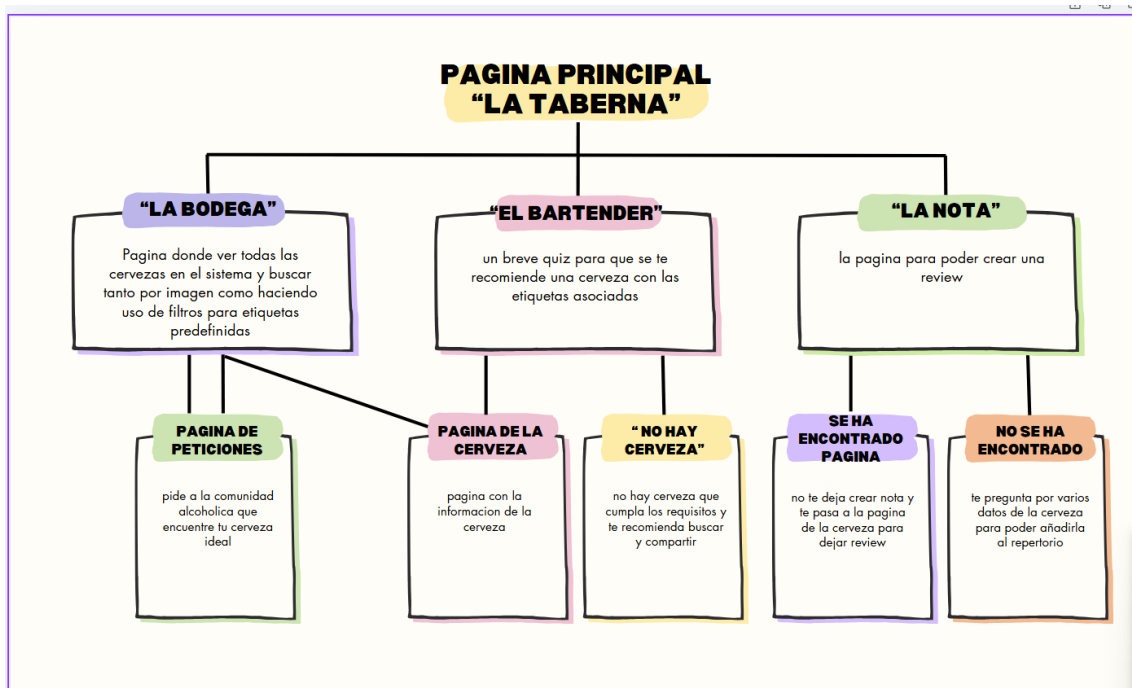 PAGINA PRINCIPAL
“LA TABERNA”
“LA BODEGA”
Pagina donde ver todas las
cervezas en el sistema y buscar
tanto por imagen como haciendo
uso de filtros para etiquetas
predefinidas
“EL BARTENDER”
un breve quiz para que se te
recomiende una cerveza con las
etiquetas asociadas
“LA NOTA”
la pagina para poder crear una
review
PAGINA DE
PETICIONES
pide a la comunidad
alcoholica que
encuentre tu cerveza
ideal
PAGINA DE LA
CERVEZA
pagina con la
informacion de la
cerveza
“ NO HAY
CERVEZA”
no hay cerveza que
cumpla los requisitos y
te recomienda buscar
y compartir
SE HA
ENCONTRADO
PAGINA
no te deja crear nota y
te pasa a la pagina
de la cerveza para
dejar review
NO SE HA
ENCONTRADO
te pregunta por varios
datos de la cerveza
para poder añadirla
al repertorio